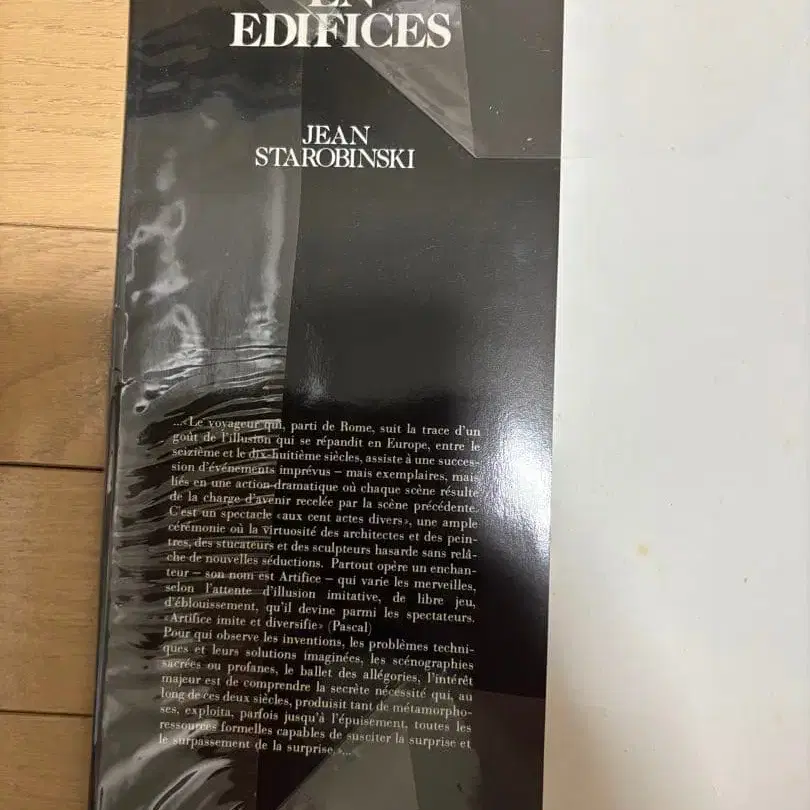 EN
EDIFICES
JEAN
STAROBINSKI
...«Le voyageur qui, parti de Rome, suit la trace d'un
goût de l'illusion qui se répandit en Europe, entre le
seizième et le dix-huitième siècles, assiste à une succes-
sion d'événements imprévus – mais exemplaires, mais
liés en une action dramatique où chaque scène résulte
de la charge d'avenir recelée par la scène précédente.
C'est un spectacle «aux cent actes divers», une ample
cérémonie où la virtuosité des architectes et des pein-
tres, des stucateurs et des sculpteurs hasarde sans relâ-
che de nouvelles séductions. Partout opère un enchan-
teur – son nom est Artifice – qui varie les merveilles,
selon l'attente d'illusion imitative, de libre jeu,
d'éblouissement, qu'il devine parmi les spectateurs.
«Artifice imite et diversifie» (Pascal)
Pour qui observe les inventions, les problèmes techni-
ques et leurs solutions imaginées, les scénographies
sacrées ou profanes, le ballet des allégories, l'intérêt
majeur est de comprendre la secrète nécessité qui, au
long de ces deux siècles, produisit tant de métamorpho-
ses, exploita, parfois jusqu'à l'épuisement, toutes les
ressources formelles capables de susciter la surprise et
le surpassement de la surprise.»...